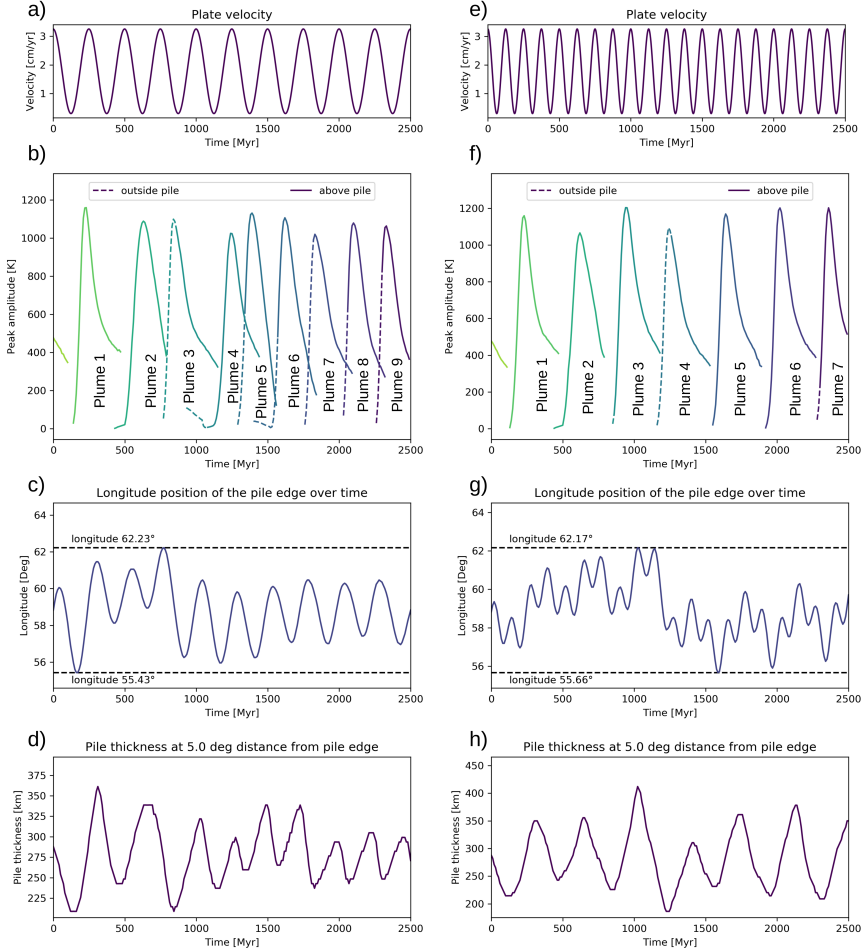 a)
Plate velocity
Velocity [cm/yr]
3
2
1
0 500 1000 1500 2000 2500
Time [Myr]
b)
outside pile above pile
Peak amplitude [K]
1200
1000
800
600
400
200
0
Plume 1
Plume 2
Plume 3
Plume 4
Plume 5
Plume 6
Plume 7
Plume 8
Plume 9
0 500 1000 1500 2000 2500
Time [Myr]
c)
Longitude position of the pile edge over time
Longitude [Deg]
64
62
60
58
56
longitude 62.23°
longitude 55.43°
0 500 1000 1500 2000 2500
Time [Myr]
d)
Pile thickness at 5.0 deg distance from pile edge
Pile thickness [km]
375
350
325
300
275
250
225
0 500 1000 1500 2000 2500
Time [Myr]
e)
Plate velocity
Velocity [cm/yr]
3
2
1
0 500 1000 1500 2000 2500
Time [Myr]
f)
outside pile above pile
Peak amplitude [K]
1200
1000
800
600
400
200
0
Plume 1
Plume 2
Plume 3
Plume 4
Plume 5
Plume 6
Plume 7
0 500 1000 1500 2000 2500
Time [Myr]
g)
Longitude position of the pile edge over time
Longitude [Deg]
64
62
60
58
56
longitude 62.17°
longitude 55.66°
0 500 1000 1500 2000 2500
Time [Myr]
h)
Pile thickness at 5.0 deg distance from pile edge
Pile thickness [km]
450
400
350
300
250
200
0 500 1000 1500 2000 2500
Time [Myr]